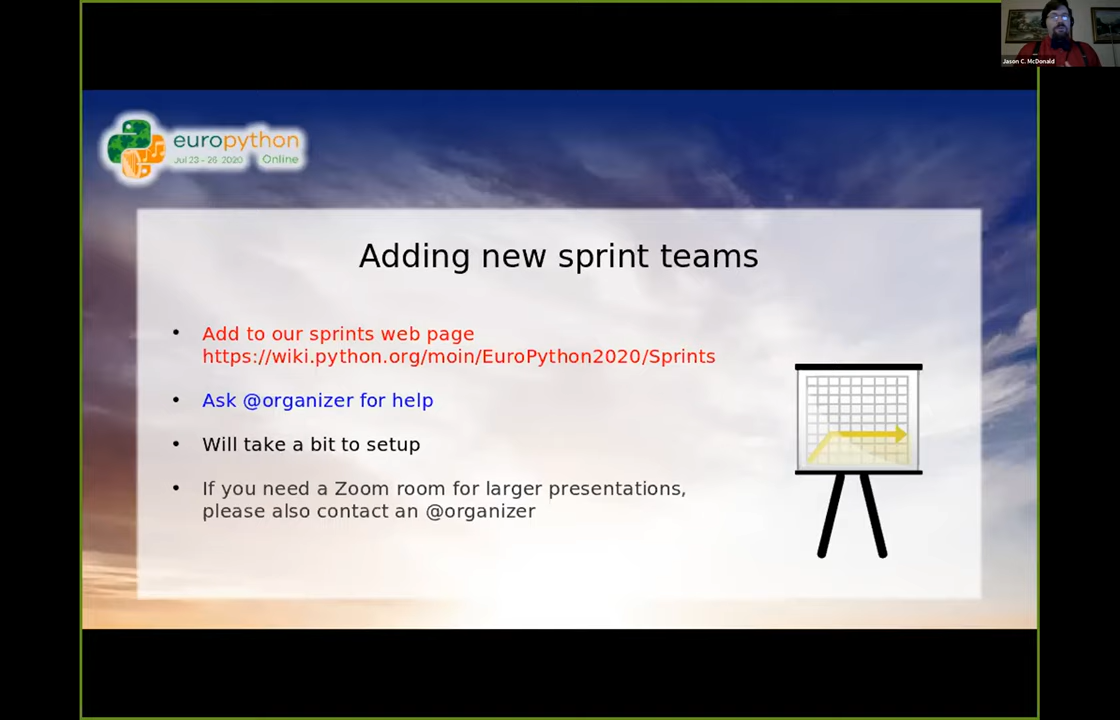 Jason C. McDonald
europython
Jul 23 - 26 2020 Online
Adding new sprint teams
• Add to our sprints web page
https://wiki.python.org/moin/EuroPython2020/Sprints
• Ask @organizer for help
• Will take a bit to setup
• If you need a Zoom room for larger presentations,
please also contact an @organizer